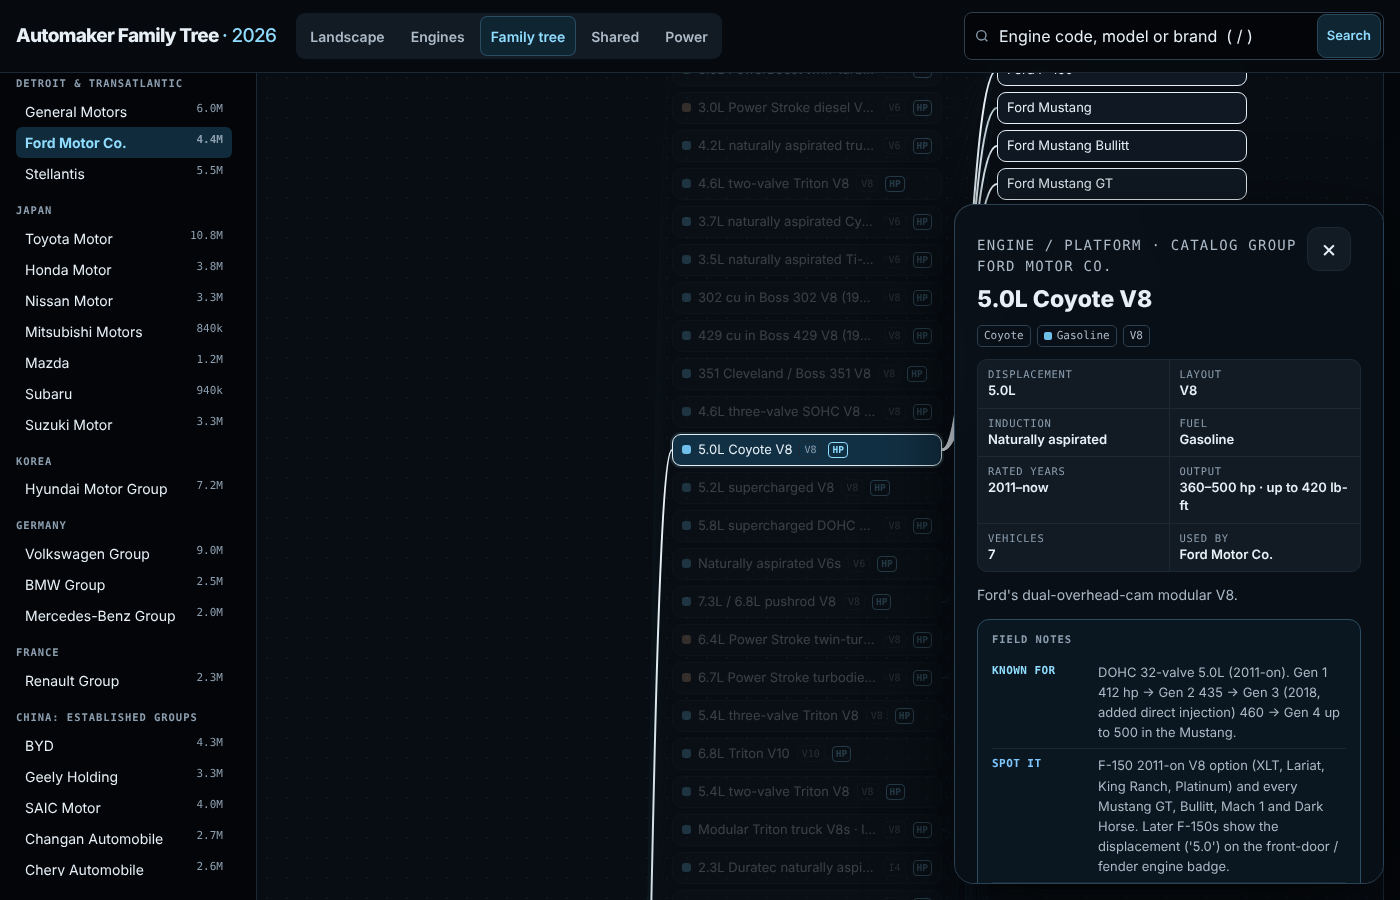 Automaker Family Tree · 2026
Landscape
Engines
Family tree
Shared
Power
Engine code, model or brand ( / )
Search
DETROIT & TRANSATLANTIC
General Motors 6.0M
Ford Motor Co. 4.4M
Stellantis 5.5M
JAPAN
Toyota Motor 10.8M
Honda Motor 3.8M
Nissan Motor 3.3M
Mitsubishi Motors 840k
Mazda 1.2M
Subaru 940k
Suzuki Motor 3.3M
KOREA
Hyundai Motor Group 7.2M
GERMANY
Volkswagen Group 9.0M
BMW Group 2.5M
Mercedes-Benz Group 2.0M
FRANCE
Renault Group 2.3M
CHINA: ESTABLISHED GROUPS
BYD 4.3M
Geely Holding 3.3M
SAIC Motor 4.0M
Changan Automobile 2.7M
Chery Automobile 2.6M
3.0L Power Stroke diesel V... V6 HP
4.2L naturally aspirated tru... V6 HP
4.6L two-valve Triton V8 V8 HP
3.7L naturally aspirated Cy... V6 HP
3.5L naturally aspirated Ti-... V6 HP
302 cu in Boss 302 V8 (19... V8 HP
429 cu in Boss 429 V8 (19... V8 HP
351 Cleveland / Boss 351 V8 V8 HP
4.6L three-valve SOHC V8 ... V8 HP
5.0L Coyote V8 V8 HP
5.2L supercharged V8 V8 HP
5.8L supercharged DOHC ... V8 HP
Naturally aspirated V6s V6 HP
7.3L / 6.8L pushrod V8 V8 HP
6.4L Power Stroke twin-tur... V8 HP
6.7L Power Stroke turbodie... V8 HP
5.4L three-valve Triton V8 V8 HP
6.8L Triton V10 V10 HP
5.4L two-valve Triton V8 V8 HP
Modular Triton truck V8s · I... V8 HP
2.3L Duratec naturally aspi... I4 HP
Ford Mustang
Ford Mustang Bullitt
Ford Mustang GT
ENGINE / PLATFORM · CATALOG GROUP
FORD MOTOR CO.
5.0L Coyote V8
Coyote
Gasoline
V8
DISPLACEMENT
5.0L
LAYOUT
V8
INDUCTION
Naturally aspirated
FUEL
Gasoline
RATED YEARS
2011–now
OUTPUT
360–500 hp · up to 420 lb-
ft
VEHICLES
7
USED BY
Ford Motor Co.
Ford's dual-overhead-cam modular V8.
FIELD NOTES
KNOWN FOR
DOHC 32-valve 5.0L (2011-on). Gen 1
412 hp → Gen 2 435 → Gen 3 (2018,
added direct injection) 460 → Gen 4 up
to 500 in the Mustang.
SPOT IT
F-150 2011-on V8 option (XLT, Lariat,
King Ranch, Platinum) and every
Mustang GT, Bullitt, Mach 1 and Dark
Horse. Later F-150s show the
displacement ('5.0') on the front-door /
fender engine badge.